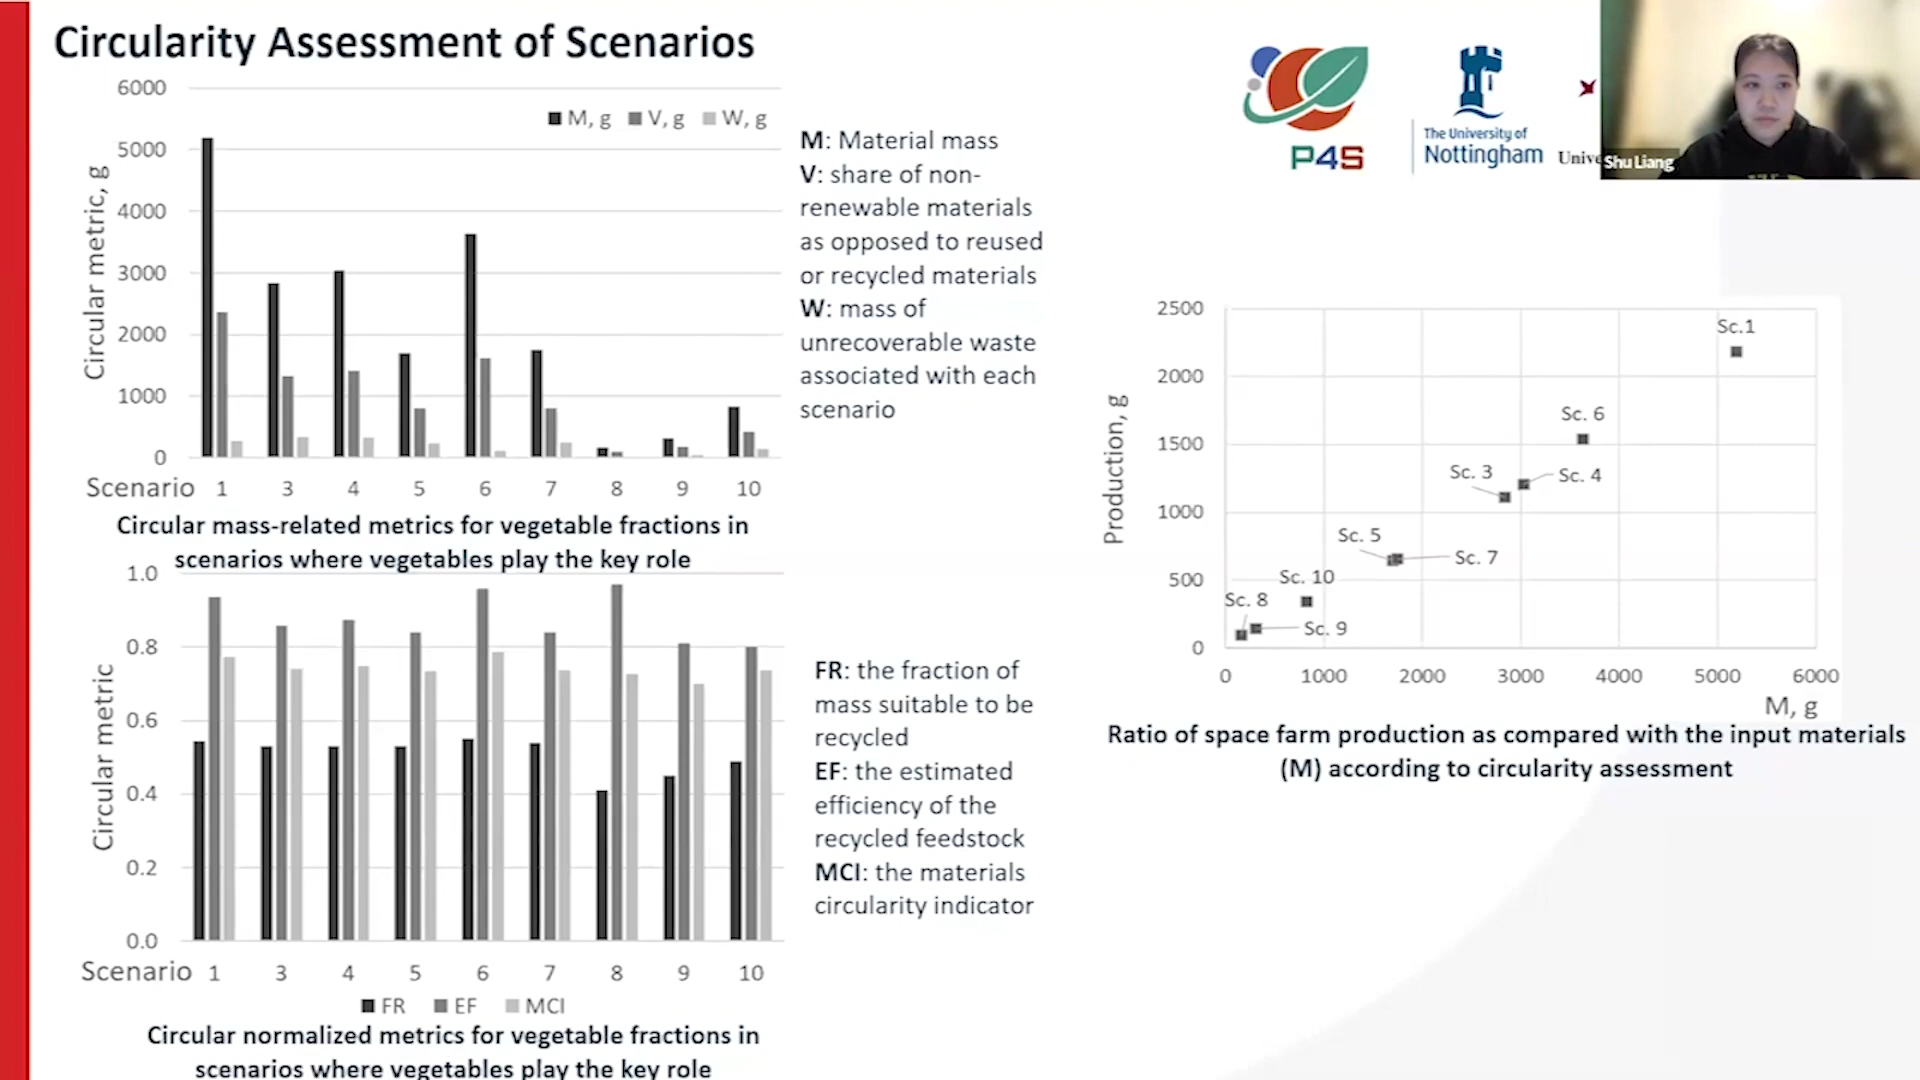 Circularity Assessment of Scenarios
6000
5000
4000
3000
2000
1000
0
Circular metric, g
M, g V, g W, g
Scenario 1 3 4 5 6 7 8 9 10
Circular mass-related metrics for vegetable fractions in
scenarios where vegetables play the key role
M: Material mass
V: share of non-
renewable materials
as opposed to reused
or recycled materials
W: mass of
unrecoverable waste
associated with each
scenario
1.0
0.8
0.6
0.4
0.2
0.0
Circular metric
Scenario 1 3 4 5 6 7 8 9 10
FR EF MCI
Circular normalized metrics for vegetable fractions in
scenarios where vegetables play the key role
FR: the fraction of
mass suitable to be
recycled
EF: the estimated
efficiency of the
recycled feedstock
MCI: the materials
circularity indicator
P4S
The University of
Nottingham
Unive
Shu Liang
2500
2000
1500
1000
500
0
Production, g
Sc.1
Sc. 6
Sc. 3
Sc. 4
Sc. 5
Sc. 7
Sc. 10
Sc. 8
Sc. 9
0 1000 2000 3000 4000 5000 6000
M, g
Ratio of space farm production as compared with the input materials
(M) according to circularity assessment